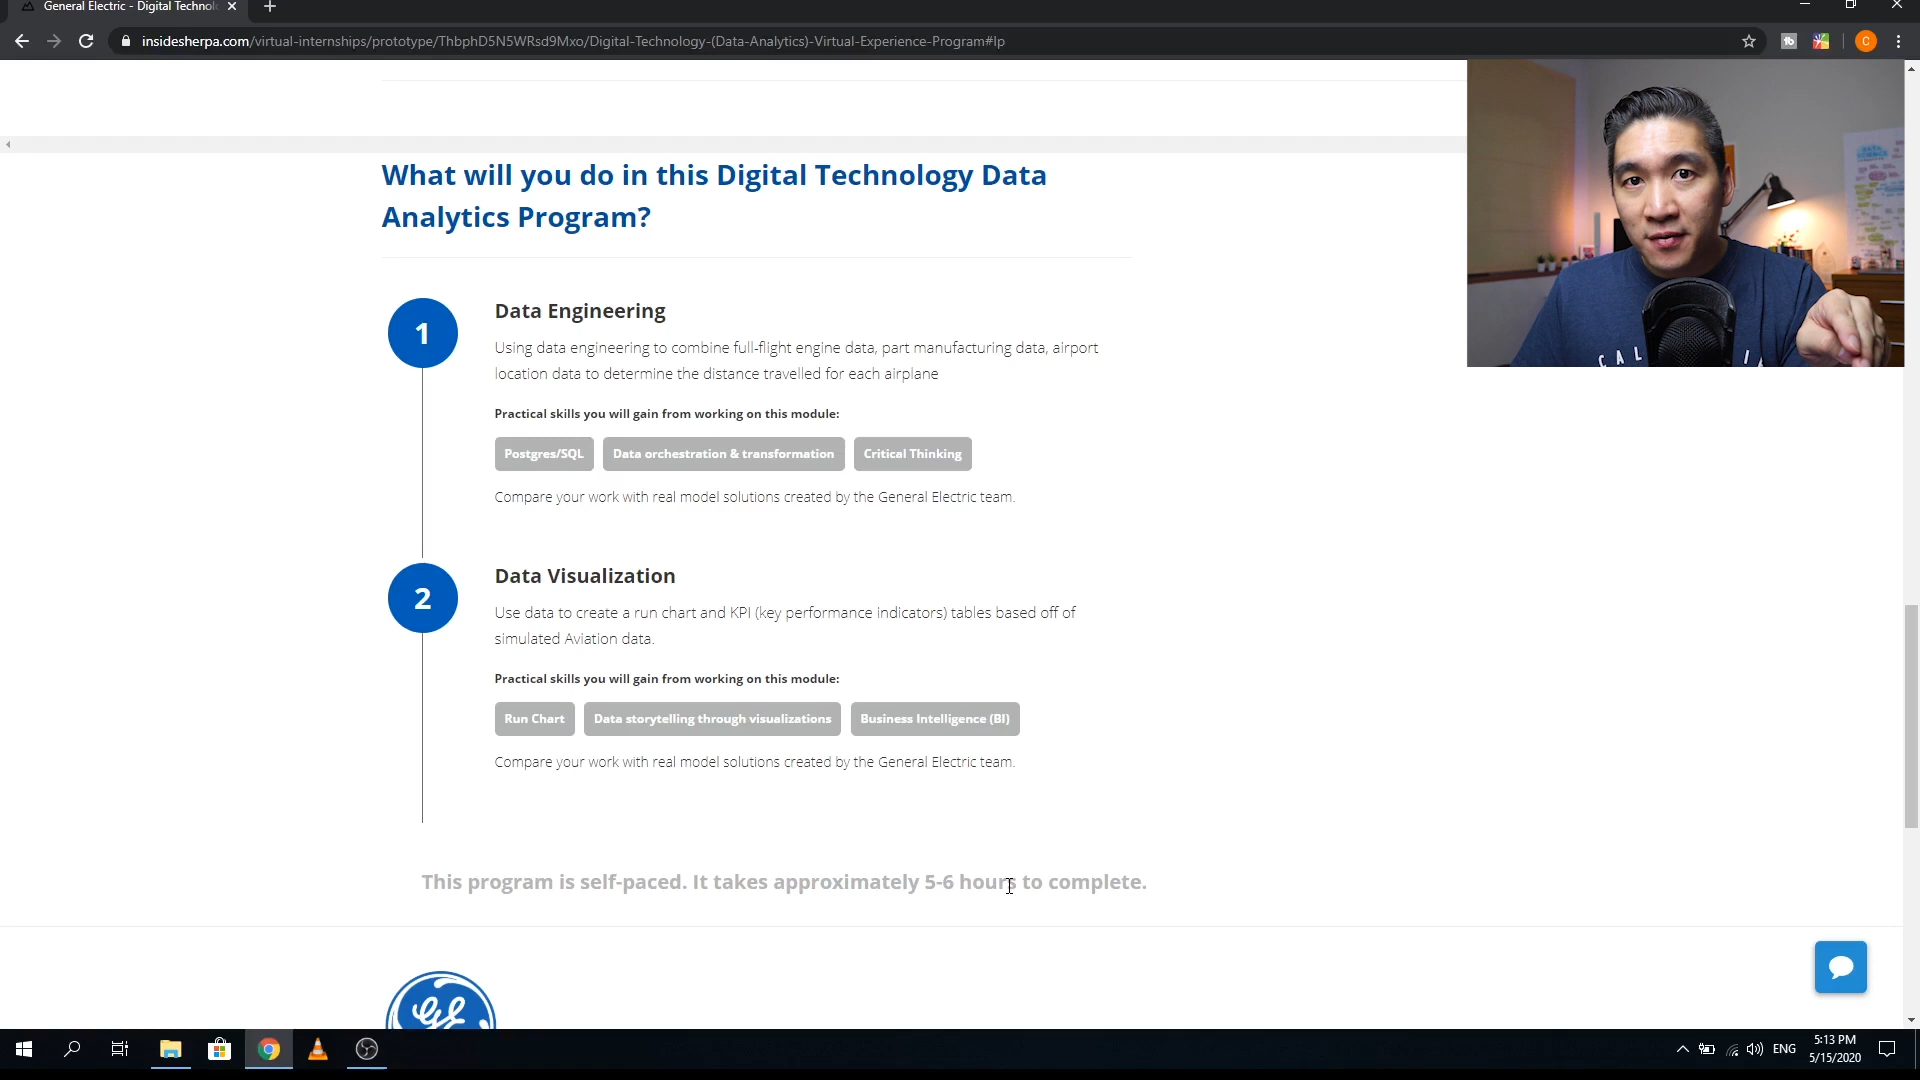 General Electric - Digital Technol
insidesherpa.com/virtual-internships/prototype/ThbphD5N5WRsd9Mxo/Digital-Technology-(Data-Analytics)-Virtual-Experience-Program#lp
C
What will you do in this Digital Technology Data
Analytics Program?
1
Data Engineering
Using data engineering to combine full-flight engine data, part manufacturing data, airport
location data to determine the distance travelled for each airplane
Practical skills you will gain from working on this module:
Postgres/SQL Data orchestration & transformation Critical Thinking
Compare your work with real model solutions created by the General Electric team.
2
Data Visualization
Use data to create a run chart and KPI (key performance indicators) tables based off of
simulated Aviation data.
Practical skills you will gain from working on this module:
Run Chart Data storytelling through visualizations Business Intelligence (BI)
Compare your work with real model solutions created by the General Electric team.
This program is self-paced. It takes approximately 5-6 hours to complete.
GE
DATA
SCIENCE
CAL I
ENG
5:13 PM
5/15/2020